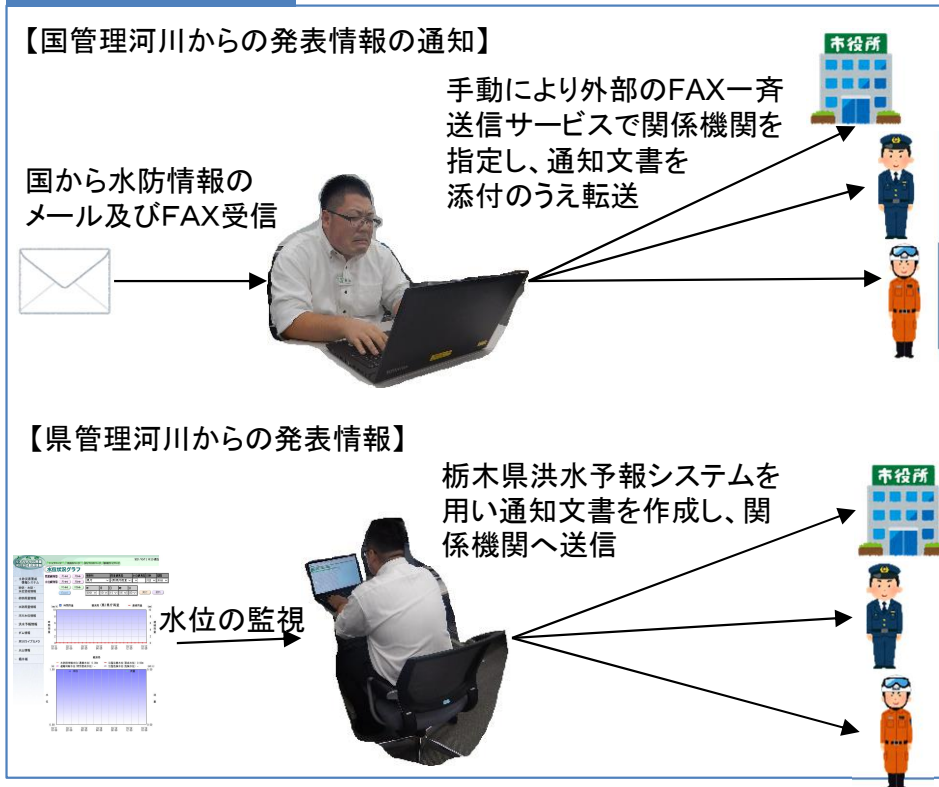 【国管理河川からの発表情報の通知】
市役所
手動により外部のFAX一斉
送信サービスで関係機関を
指定し、通知文書を
添付のうえ転送
国から水防情報の
メール及びFAX受信
【県管理河川からの発表情報】
栃木県洪水予報システムを
用い通知文書を作成し、関
係機関へ送信
市役所
水位状況グラフ
水位の監視